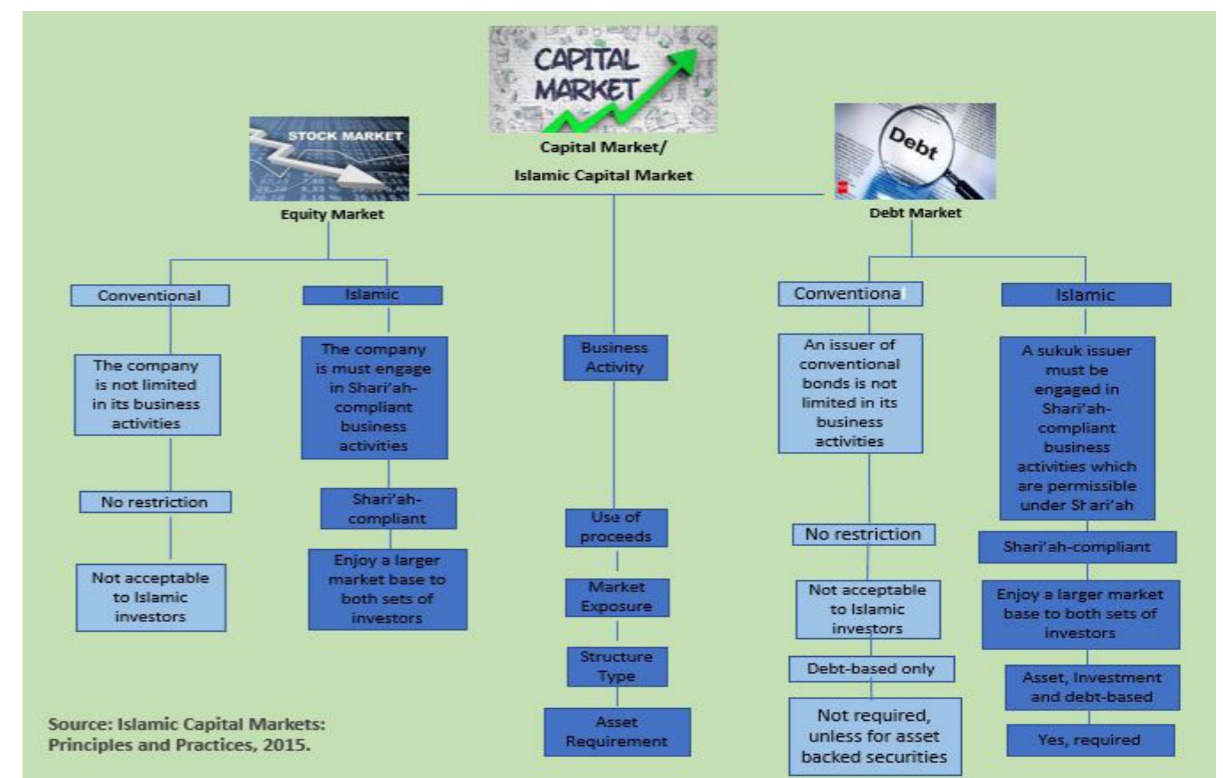 CAPITAL
MARKET
STOCK MARKET
Debt
Capital Market/
Islamic Capital Market
Equity Market
Debt Market
Conventional
Islamic
The company
is not limited
in its business
activities
The company
is must engage
in Shari'ah-
compliant
business
activities
No restriction
Shari'ah-
compliant
Not acceptable
to Islamic
investors
Enjoy a larger
market base to
both sets of
investors
Business
Activity
Use of
proceeds
Market
Exposure
Structure
Type
Asset
Requirement
Conventional
Islamic
An issuer of
conventional
bonds is not
limited in its
business
activities
A sukuk issuer
must be
engaged in
Shari'ah-
compliant
business
activities which
are permissible
under Shari'ah
No restriction
Shari'ah-compliant
Not acceptable
to Islamic
investors
Enjoy a larger market
base to both sets of
investors
Debt-based only
Asset, Investment
and debt-based
Not required,
unless for asset
backed securities
Yes, required
Source: Islamic Capital Markets:
Principles and Practices, 2015.